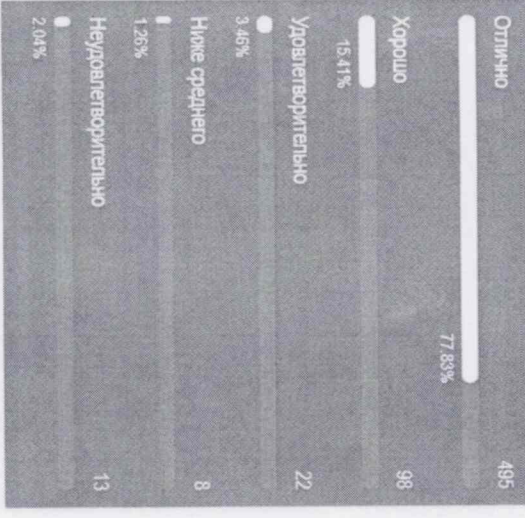 Отлично 495
77.83%
Хорошо 98
15.41%
Удовлетворительно 22
3.46%
Ниже среднего 8
1.26%
Неудовлетворительно 13
2.04%